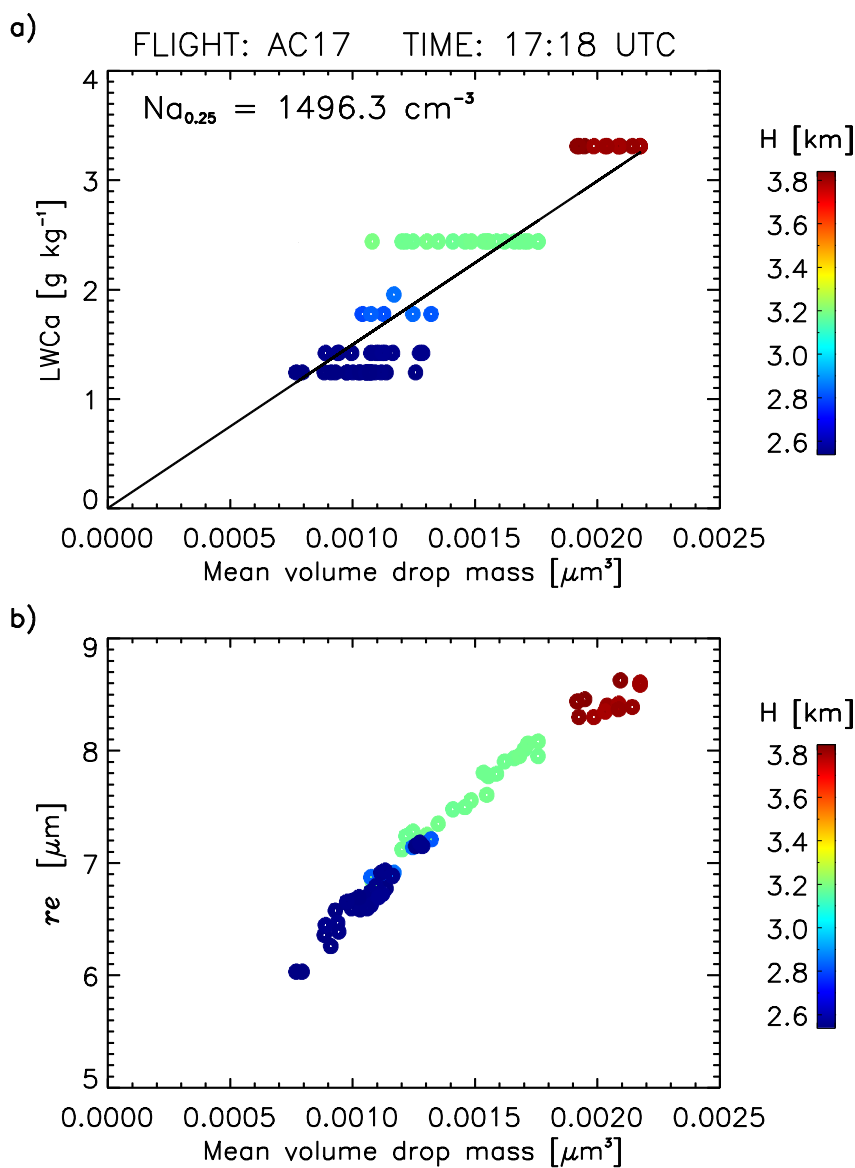 a)
FLIGHT: AC17 TIME: 17:18 UTC
Na0.25 = 1496.3 cm⁻³
4
3
2
1
0
LWCa [g kg⁻¹]
0.0000 0.0005 0.0010 0.0015 0.0020 0.0025
Mean volume drop mass [μm³]
H [km]
3.8
3.6
3.4
3.2
3.0
2.8
2.6
b)
9
8
7
6
5
re [μm]
0.0000 0.0005 0.0010 0.0015 0.0020 0.0025
Mean volume drop mass [μm³]
H [km]
3.8
3.6
3.4
3.2
3.0
2.8
2.6